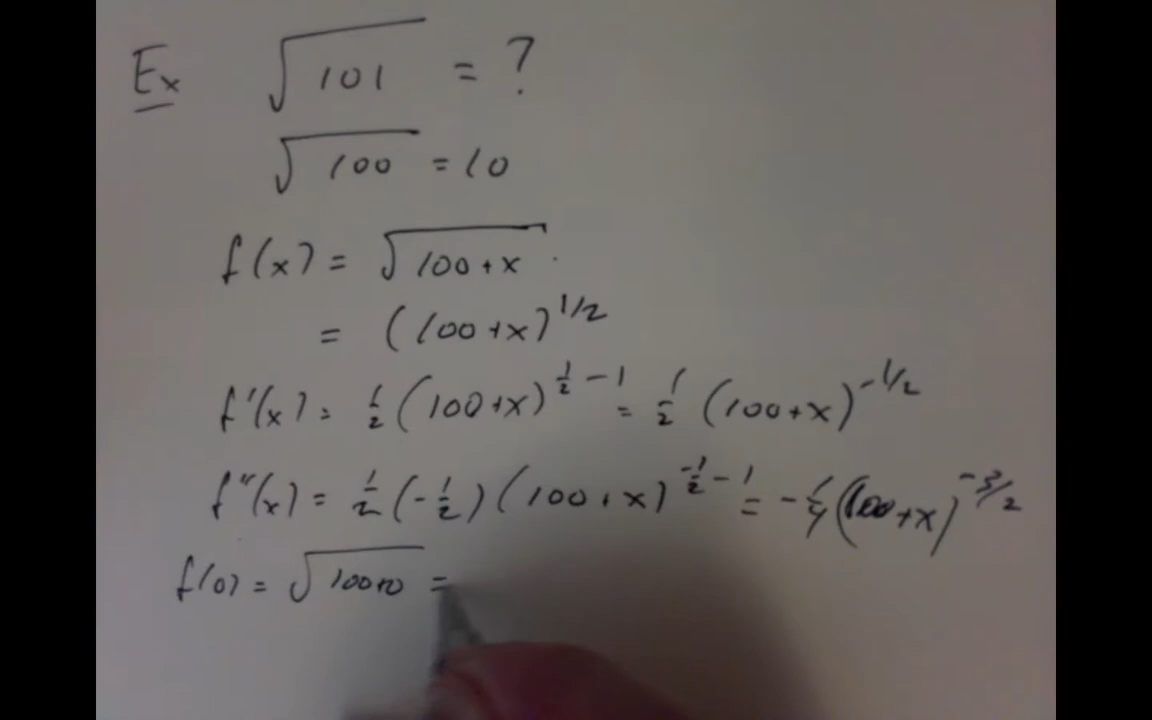 Ex √101 = ?
√100 = 10
f(x) = √100+x
= (100+x)^1/2
f'(x) = 1/2 (100+x)^1/2 - 1 = 1/2 (100+x)^-1/2
f''(x) = 1/2 (-1/2) (100+x)^-1/2 - 1 = -1/4 (100+x)^-3/2
f(0) = √100+0 =